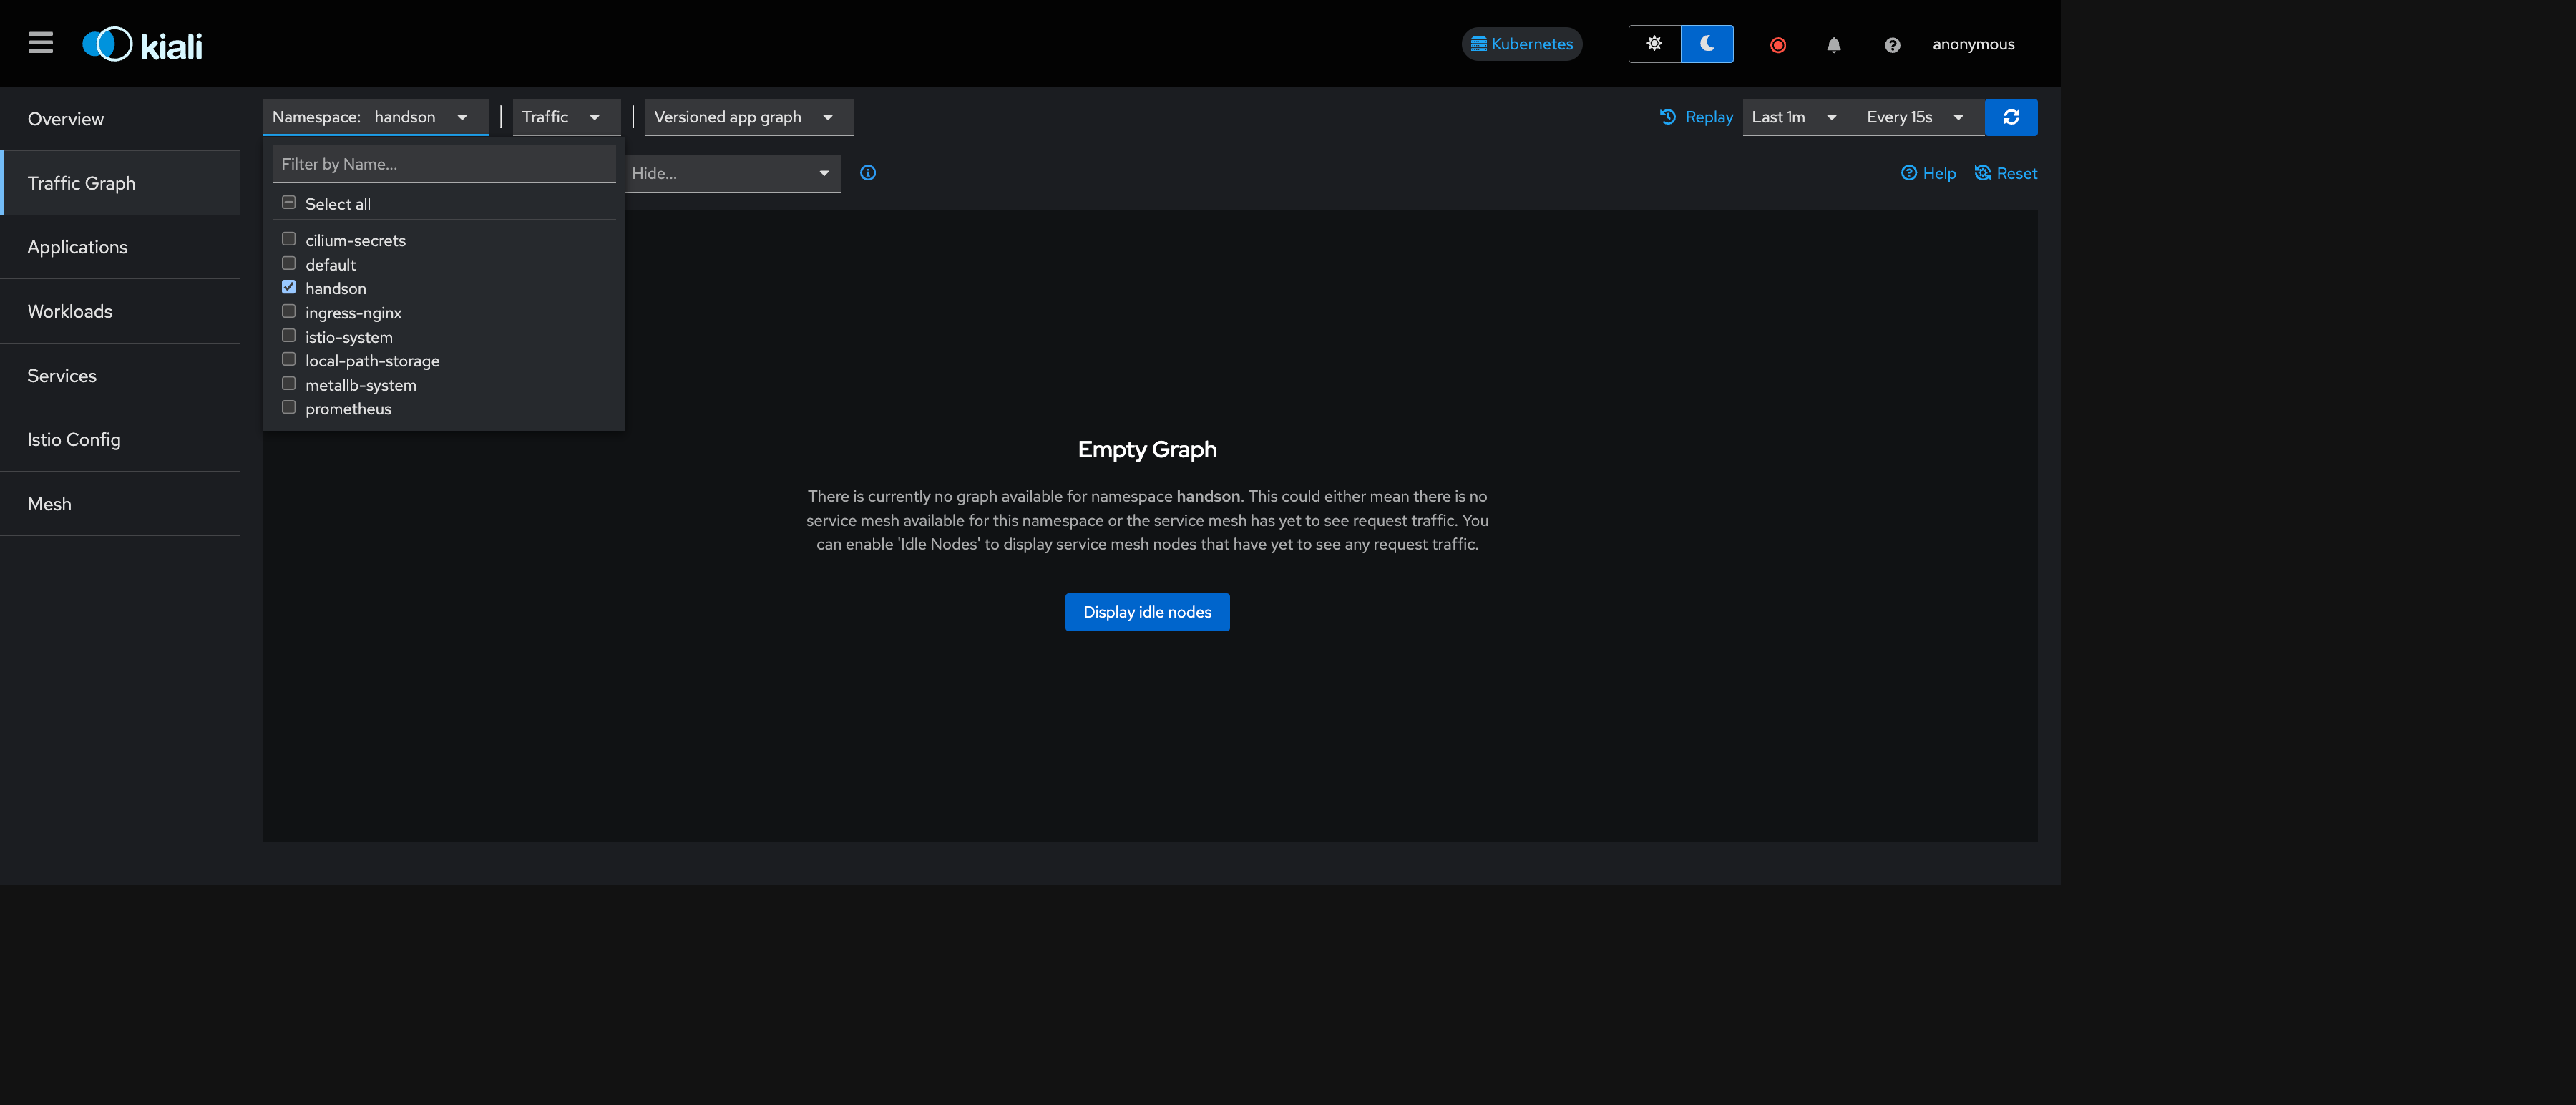 kiali
Kubernetes
anonymous
Overview
Traffic Graph
Applications
Workloads
Services
Istio Config
Mesh
Namespace: handson
Traffic
Versioned app graph
Replay
Last 1m
Every 15s
Filter by Name...
Hide...
Help
Reset
Select all
cilium-secrets
default
handson
ingress-nginx
istio-system
local-path-storage
metallb-system
prometheus
Empty Graph
There is currently no graph available for namespace handson. This could either mean there is no
service mesh available for this namespace or the service mesh has yet to see request traffic. You
can enable 'Idle Nodes' to display service mesh nodes that have yet to see any request traffic.
Display idle nodes